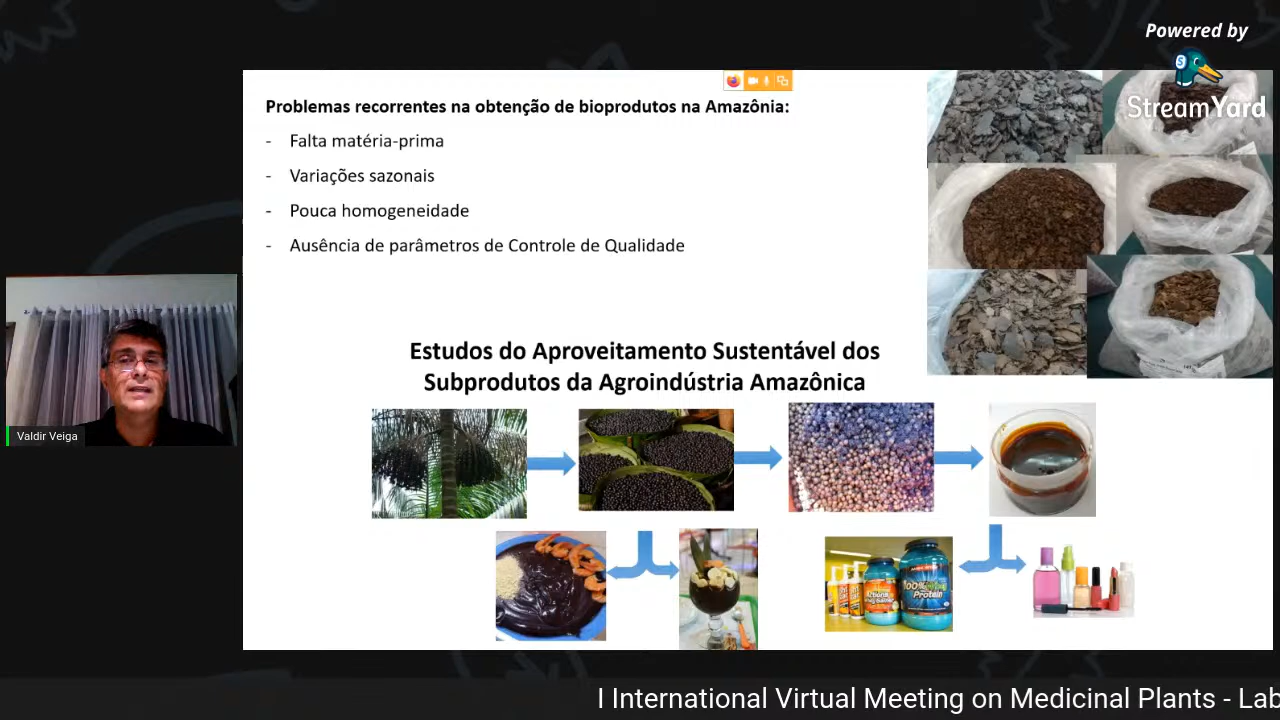 Powered by
StreamYard
Problemas recorrentes na obtenção de bioprodutos na Amazônia:
- Falta matéria-prima
- Variações sazonais
- Pouca homogeneidade
- Ausência de parâmetros de Controle de Qualidade
Estudos do Aproveitamento Sustentável dos
Subprodutos da Agroindústria Amazônica
100%
Protein
Valdir Veiga
I International Virtual Meeting on Medicinal Plants - Lab